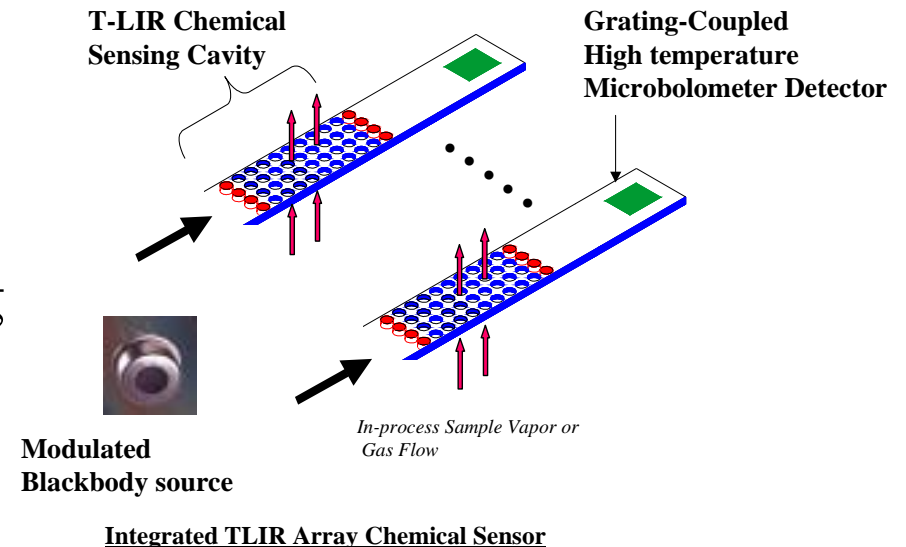 T-LIR Chemical
Sensing Cavity
Grating-Coupled
High temperature
Microbolometer Detector
In-process Sample Vapor or
Gas Flow
Modulated
Blackbody source
Integrated TLIR Array Chemical Sensor